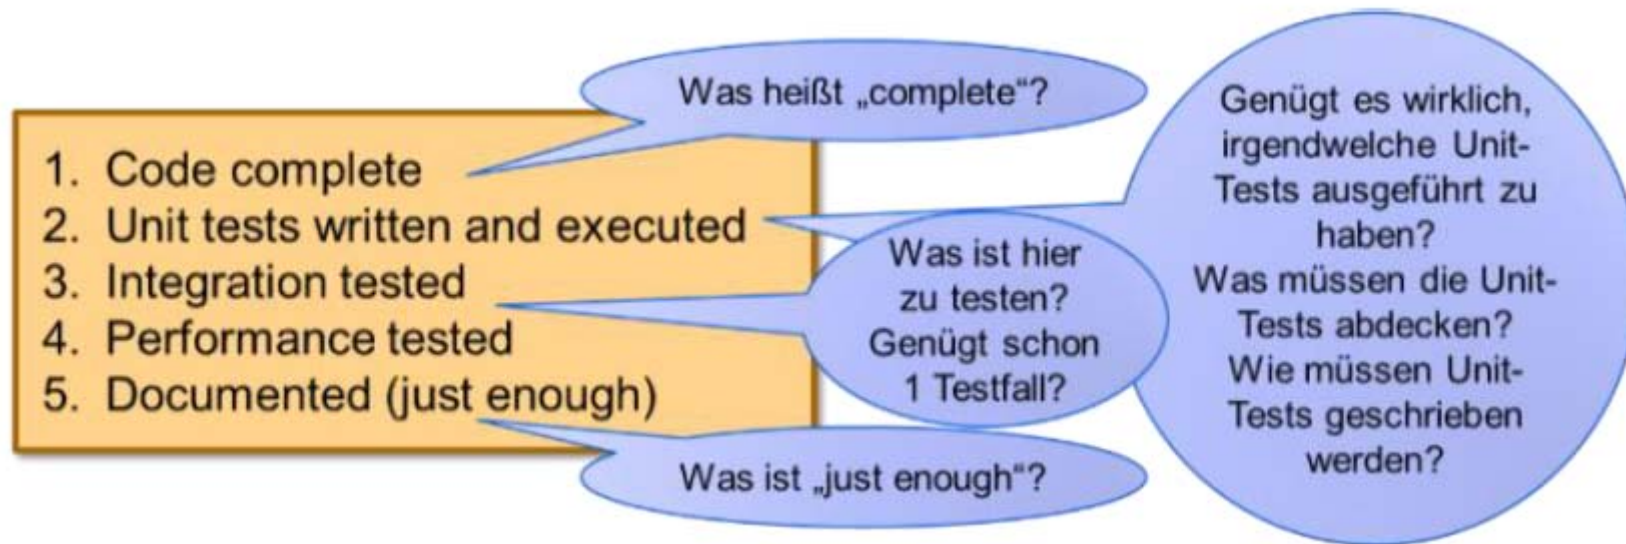 Was heißt „complete“?
1. Code complete
2. Unit tests written and executed
3. Integration tested
4. Performance tested
5. Documented (just enough)
Genügt es wirklich,
irgendwelche Unit-
Tests ausgeführt zu
haben?
Was müssen die Unit-
Tests abdecken?
Wie müssen Unit-
Tests geschrieben
werden?
Was ist hier
zu testen?
Genügt schon
1 Testfall?
Was ist „just enough“?